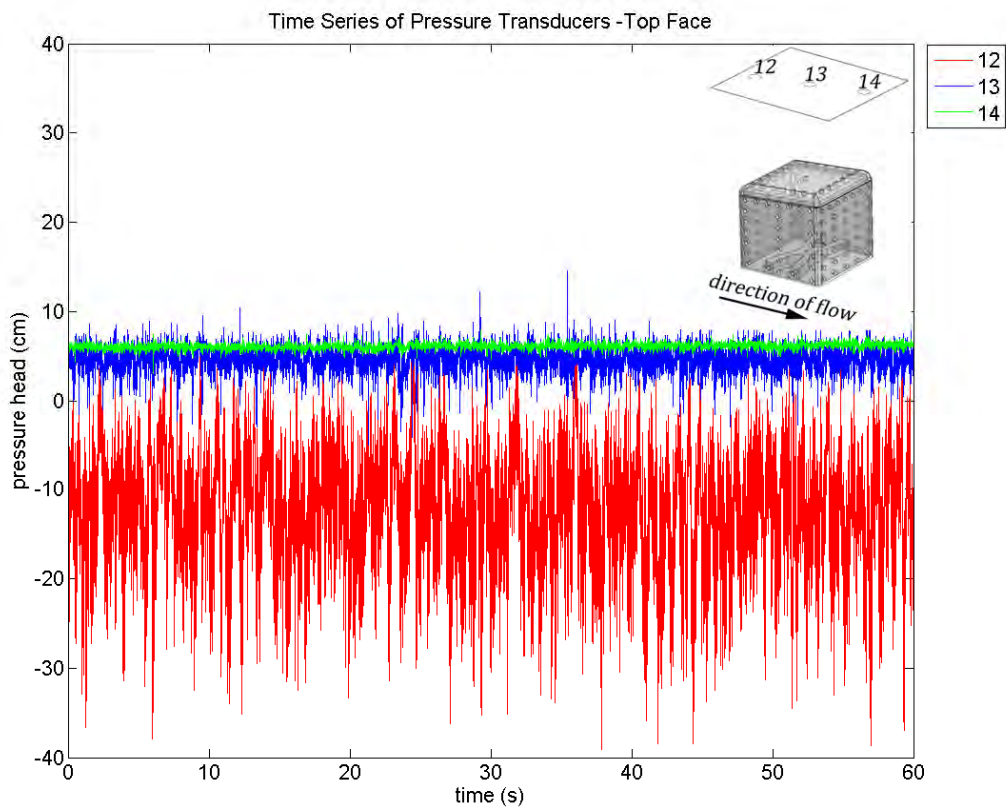 Time Series of Pressure Transducers -Top Face
40
30
20
10
0
-10
-20
-30
-40
pressure head (cm)
0 10 20 30 40 50 60
time (s)
12 13 14
direction of flow
12
13
14